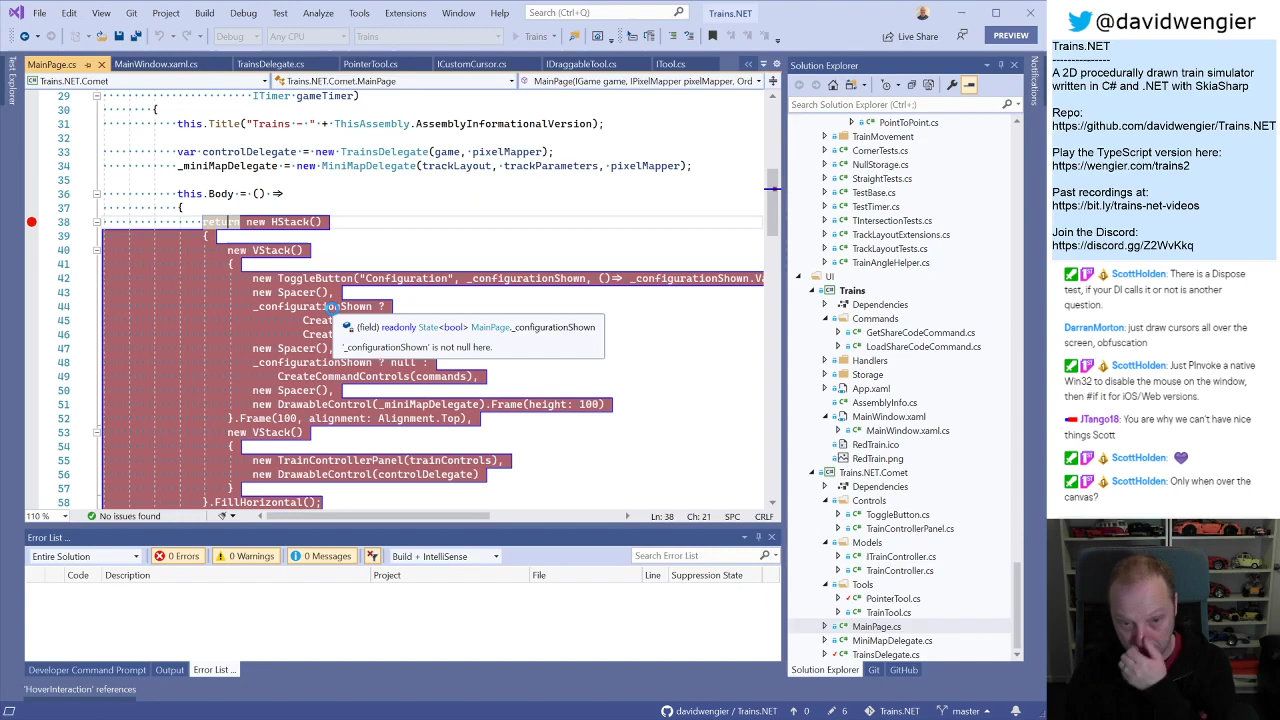 File Edit View Git Project Build Debug Test Analyze Tools Extensions Window Help Search (Ctrl+Q) Trains.NET
Debug Any CPU Trains.NET Trains Live Share PREVIEW
Test Explorer
MainPage.cs MainWindow.xaml.cs TrainsDelegate.cs PointerTool.cs ICustomCursor.cs IDraggableTool.cs ITool.cs
Trains.NET.Comet Trains.NET.Comet.MainPage MainPage(IGame game, IPixelMapper pixelMapper, Ord
29 ITimer gameTimer)
30 {
31 this.Title("Trains - " + ThisAssembly.AssemblyInformationalVersion);
32
33 var controlDelegate = new TrainsDelegate(game, pixelMapper);
34 _miniMapDelegate = new MiniMapDelegate(trackLayout, trackParameters, pixelMapper);
35
36 this.Body = () =>
37 {
38 return new HStack()
39 {
40 new VStack()
41 {
42 new ToggleButton("Configuration", _configurationShown, ()=> _configurationShown.Va
43 new Spacer(),
44 _configurationShown ?
45 Create
46 Creat
47 new Spacer(),
48 _configurationShown ? null :
49 CreateCommandControls(commands),
50 new Spacer(),
51 new DrawableControl(_miniMapDelegate).Frame(height: 100)
52 }.Frame(100, alignment: Alignment.Top),
53 new VStack()
54 {
55 new TrainControllerPanel(trainControls),
56 new DrawableControl(controlDelegate)
57 }
58 }.FillHorizontal();
(field) readonly State<bool> MainPage._configurationShown
'_configurationShown' is not null here.
110 % No issues found Ln: 38 Ch: 21 SPC CRLF
Error List ...
Entire Solution 0 Errors 0 Warnings 0 Messages Build + IntelliSense Search Error List
Code Description Project File Line Suppression State
Developer Command Prompt Output Error List ...
'HoverInteraction' references
davidwengier/Trains.NET 0 6 Trains.NET master
Solution Explorer
Search Solution Explorer (Ctrl+;)
PointToPoint.cs
TrainMovement
CornerTests.cs
NullStorage.cs
StraightTests.cs
TestBase.cs
TestTimer.cs
TIntersectionTests.cs
TrackLayoutExtensions.cs
TrackLayoutTests.cs
TrainAngleHelper.cs
UI
Trains
Dependencies
Commands
GetShareCodeCommand.cs
LoadShareCodeCommand.cs
Handlers
Storage
App.xaml
AssemblyInfo.cs
MainWindow.xaml
MainWindow.xaml.cs
RedTrain.ico
RedTrain.png
Trains.NET.Comet
Dependencies
Controls
ToggleButton.cs
TrainControllerPanel.cs
Models
ITrainController.cs
TrainController.cs
Tools
PointerTool.cs
TrainTool.cs
MainPage.cs
MiniMapDelegate.cs
TrainsDelegate.cs
Solution Explorer Git GitHub
Notifications
@davidwengier
Trains.NET
----------
A 2D procedurally drawn train simulator
written in C# and .NET with SkiaSharp
Repo:
https://github.com/davidwengier/Trains.NET
Play the TypeScript version here:
https://wengier.com/trains2
Past recordings at:
https://bit.ly/trains-net-videos
Join the Discord:
https://discord.gg/Z2WvKkq
ScottHolden: There is a Dispose
test, if your DI calls it or not is another
question.
DarranMorton: just draw cursors all over the
screen, obfuscation
ScottHolden: Just PInvoke a native
Win32 to disable the mouse on the window,
then #if it for iOS/Web versions.
JTango18: You are why we can't have nice
things Scott
ScottHolden: 💜
ScottHolden: Only when over the
canvas?